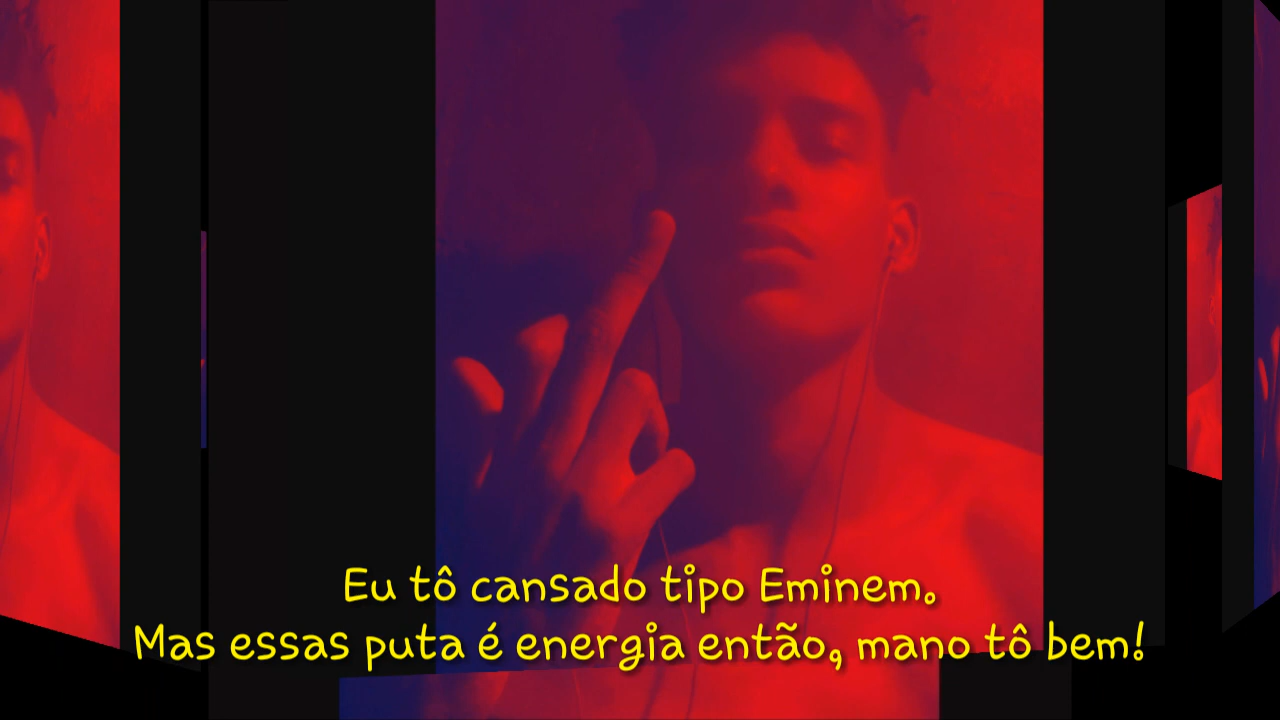 Eu tô cansado tipo Eminem.
Mas essas puta é energia então, mano tô bem!